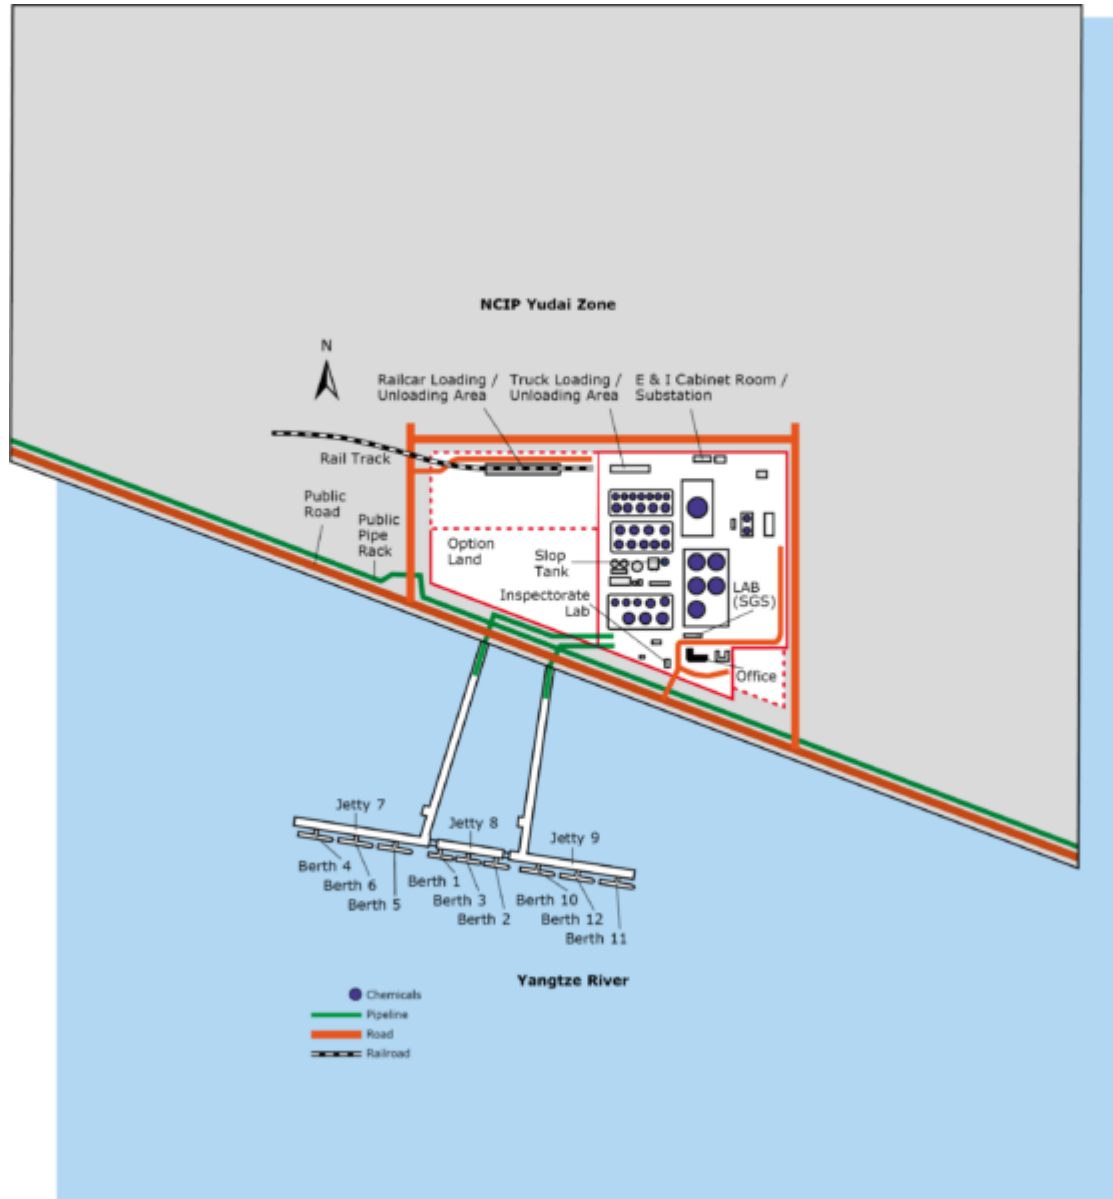 NCIP Yudai Zone
N
Railcar Loading /
Unloading Area
Truck Loading /
Unloading Area
E & I Cabinet Room /
Substation
Rail Track
Public
Road
Public
Pipe
Rack
Option
Land
Slop
Tank
Inspectorate
Lab
LAB
(SGS)
Office
Jetty 7
Jetty 8
Jetty 9
Berth 4
Berth 6
Berth 5
Berth 1
Berth 3
Berth 2
Berth 10
Berth 12
Berth 11
Yangtze River
Chemicals
Pipeline
Road
Railroad